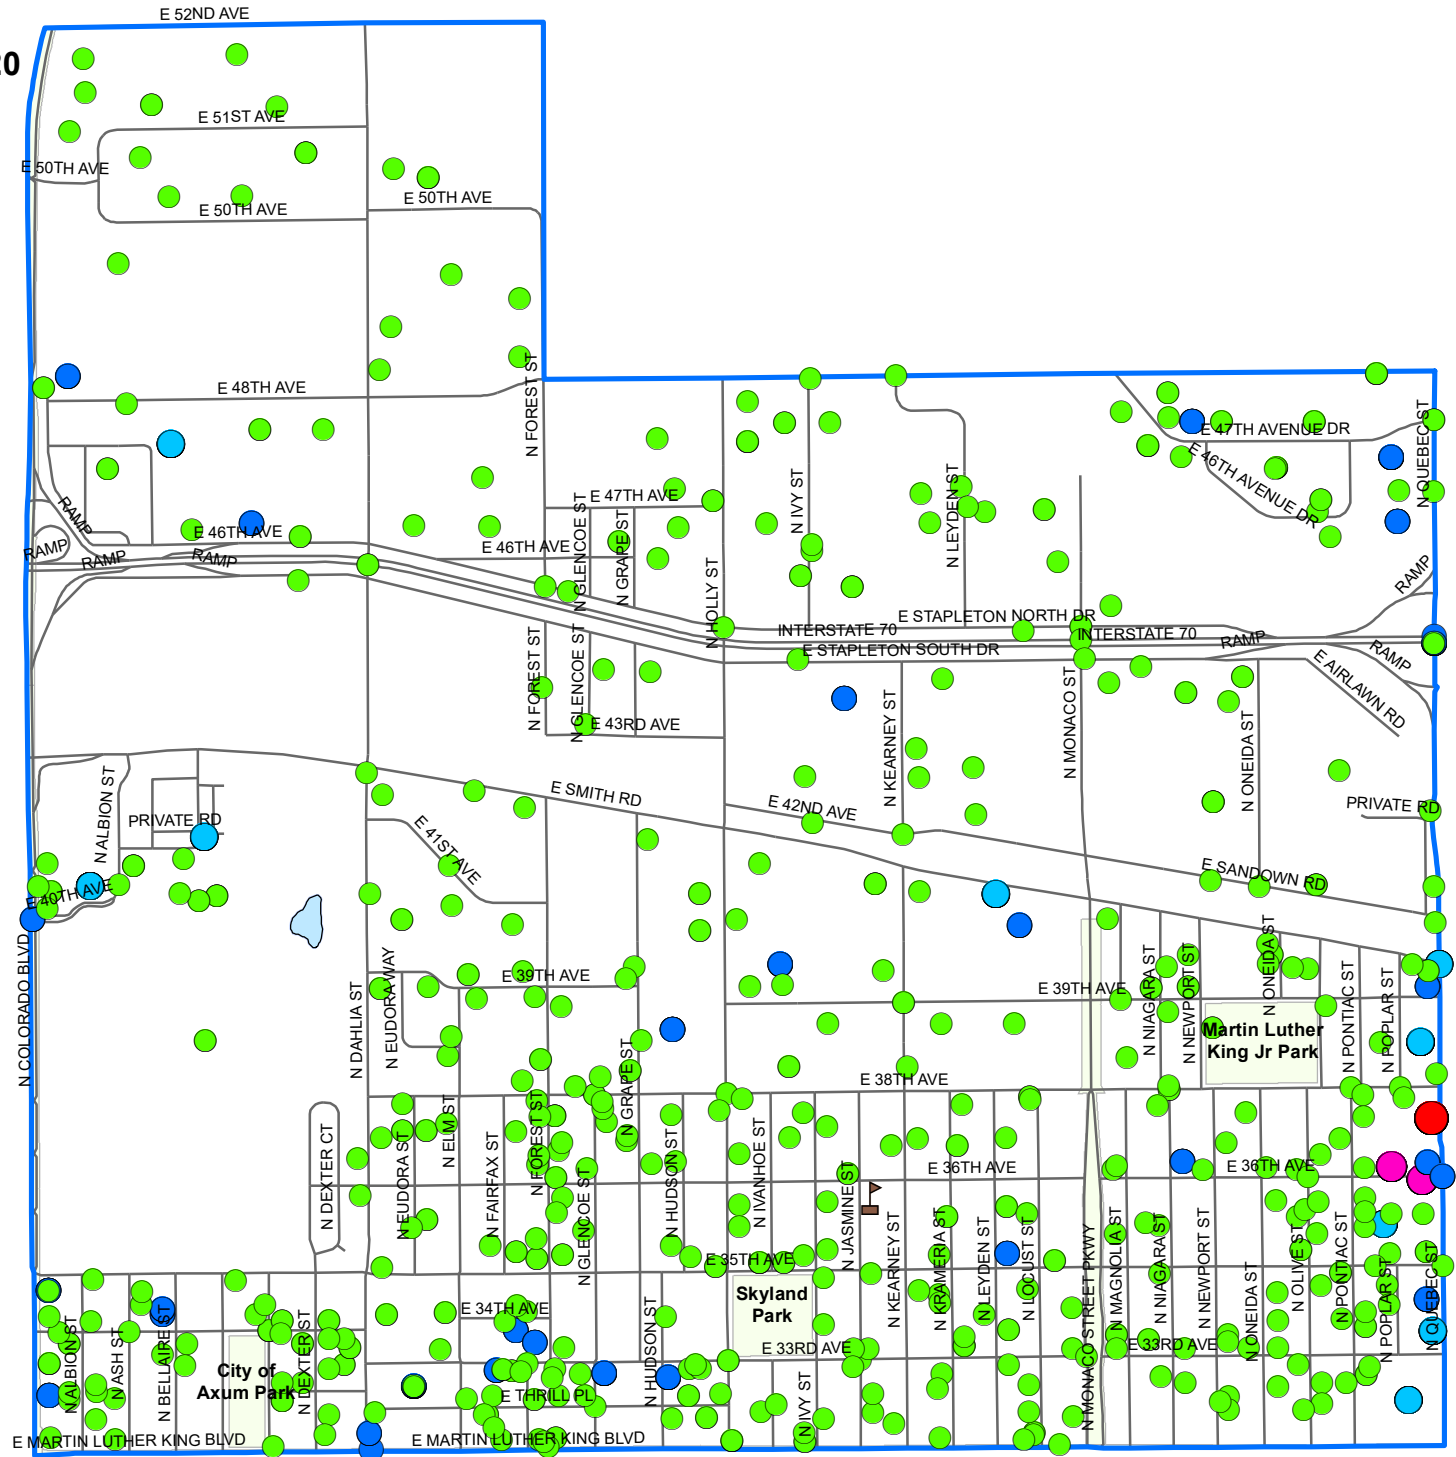 E 52ND AVE
20
E 51ST AVE
E 50TH AVE
E 50TH AVE
E 50TH AVE
N FOREST ST
E 48TH AVE
N QUEBEC ST
E 47TH AVENUE DR
E 46TH AVENUE DR
N IVY ST
N LEYDEN ST
E 47TH AVE
N GLENCOE ST
N GRAPE ST
RAMP
RAMP
RAMP
RAMP
E 46TH AVE
E 46TH AVE
N HOLLY ST
RAMP
E STAPLETON NORTH DR
INTERSTATE 70
INTERSTATE 70
RAMP
RAMP
E STAPLETON SOUTH DR
E AIRLAWN RD
N FOREST ST
N GLENCOE ST
E 43RD AVE
N KEARNEY ST
N MONACO ST
N ONEIDA ST
N ALBION ST
PRIVATE RD
E SMITH RD
E 42ND AVE
PRIVATE RD
E 41ST AVE
E SANDOWN RD
E 40TH AVE
N COLORADO BLVD
N DAHLIA ST
N EUDORA WAY
E 39TH AVE
E 39TH AVE
N NIAGARA ST
N NEWPORT ST
N ONEIDA ST
Martin Luther
King Jr Park
N PONTIAC ST
N POPLAR ST
E 38TH AVE
N GRAPE ST
N DEXTER CT
N EUDORA ST
N ELM ST
N FAIRFAX ST
N FOREST ST
N GLENCOE ST
N HUDSON ST
N IVANHOE ST
N JASMINE ST
E 36TH AVE
E 36TH AVE
N KEARNEY ST
N KRAMERIA ST
N LEYDEN ST
N LOCUST ST
N MONACO STREET PKWY
N MAGNOLIA ST
N NIAGARA ST
N NEWPORT ST
N ONEIDA ST
N OLIVE ST
N PONTIAC ST
N POPLAR ST
N QUEBEC ST
E 35TH AVE
Skyland
Park
E 34TH AVE
E 33RD AVE
E 33RD AVE
N ALBION ST
N ASH ST
N BELLAIRE ST
City of
Axum Park
N DEXTER ST
N HUDSON ST
E THRILL PL
N IVY ST
E MARTIN LUTHER KING BLVD
E MARTIN LUTHER KING BLVD